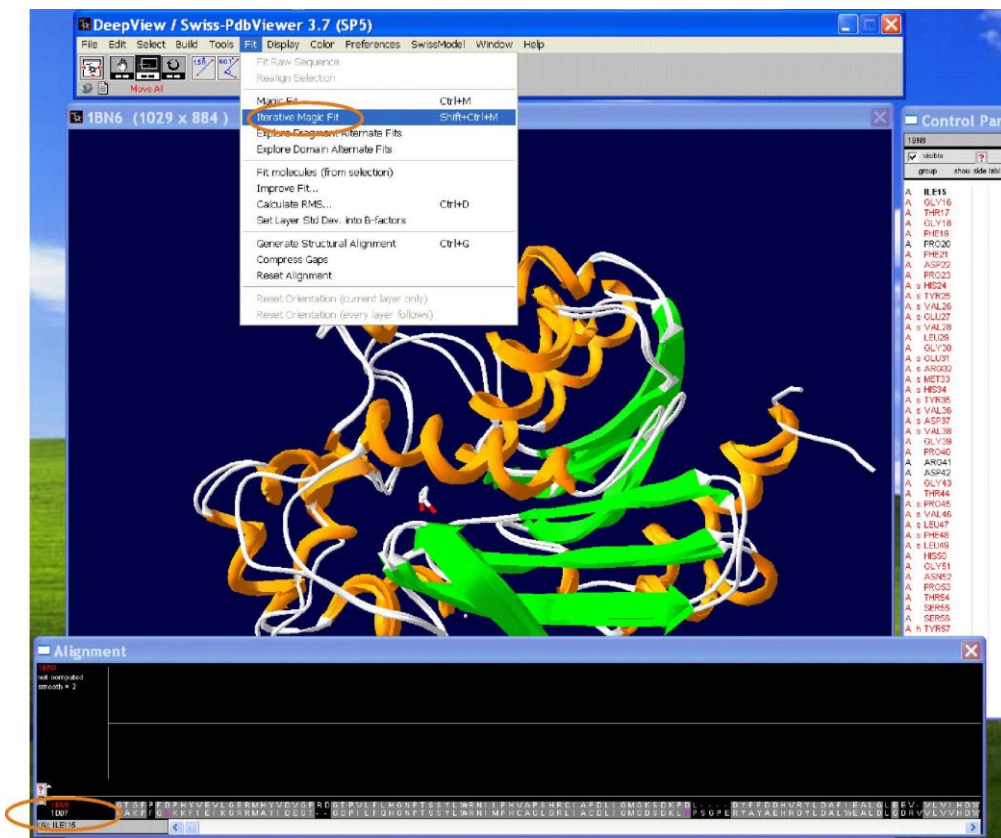 DeepView / Swiss-PdbViewer 3.7 (SP5)
File Edit Select Build Tools Fit Display Color Preferences SwissModel Window Help
Move All
Fit Raw Sequence
Realign Selection
Magic Fit... Ctrl+M
Iterative Magic Fit Shift+Ctrl+M
Explore Fragment Alternate Fits
Explore Domain Alternate Fits
Fit molecules (from selection)
Improve Fit...
Calculate RMS... Ctrl+D
Set Layer Std Dev. into B-factors
Generate Structural Alignment Ctrl+G
Compress Gaps
Reset Alignment
Reset Orientation (current layer only)
Reset Orientation (every layer follows)
1BN6 (1029 x 884)
Control Par
1BN6
visible ?
group show side labl
A ILE15
A GLY16
A THR17
A GLY18
A PHE19
A PRO20
A PHE21
A ASP22
A PRO23
A s HIS24
A s TYR25
A s VAL26
A s GLU27
A s VAL28
A LEU29
A GLY30
A s GLU31
A s ARG32
A s MET33
A s HIS34
A s TYR35
A s VAL36
A s ASP37
A s VAL38
A GLY39
A PRO40
A ARG41
A ASP42
A GLY43
A THR44
A s PRO45
A s VAL46
A s LEU47
A s PHE48
A s LEU49
A HIS50
A GLY51
A ASN52
A PRO53
A THR54
A SER55
A SER56
A h TYR57
Alignment
1BN6
not computed
smooth = 2
?
1BN6
1D07
ILE15